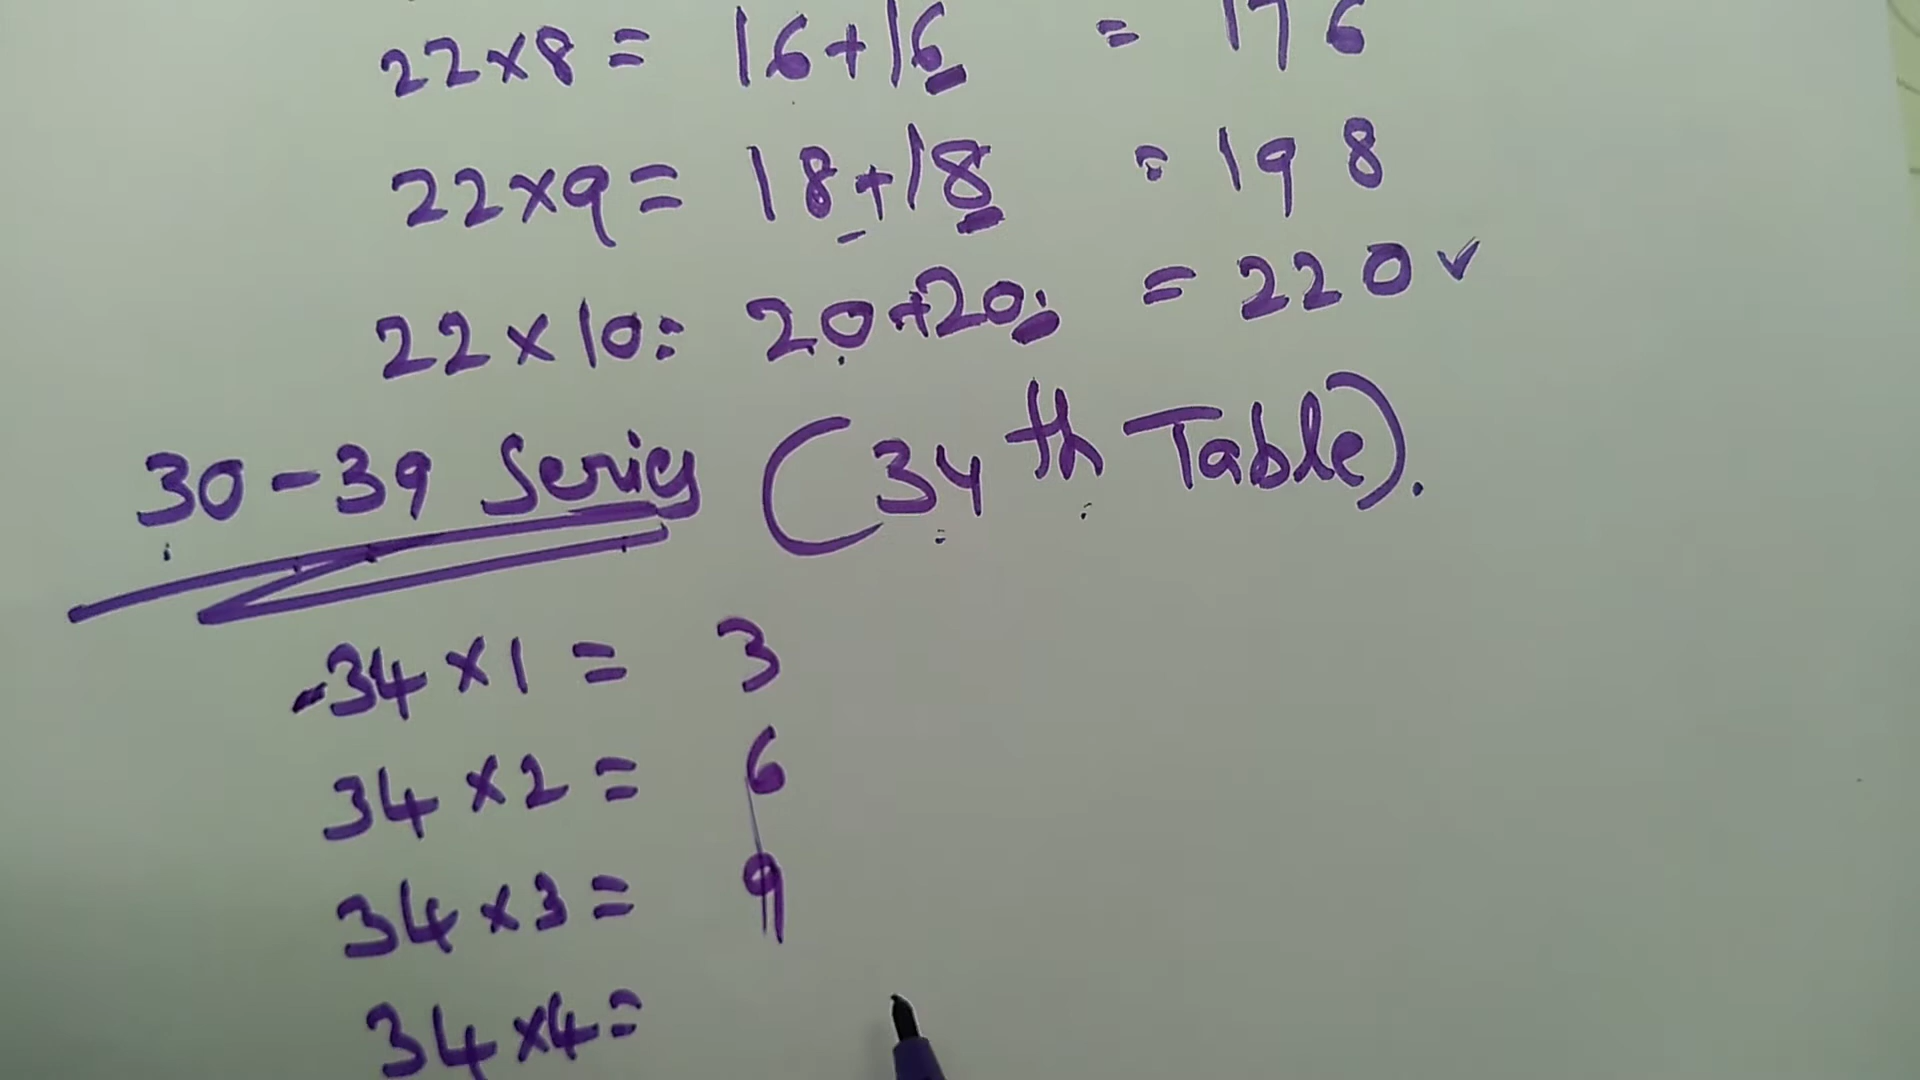 22×8= 16+16 = 176
22×9= 18+18 = 198
22×10= 20+20 = 220✓
30-39 Series (34th Table).
34×1 = 3
34×2 = 6
34×3 = 9
34×4=